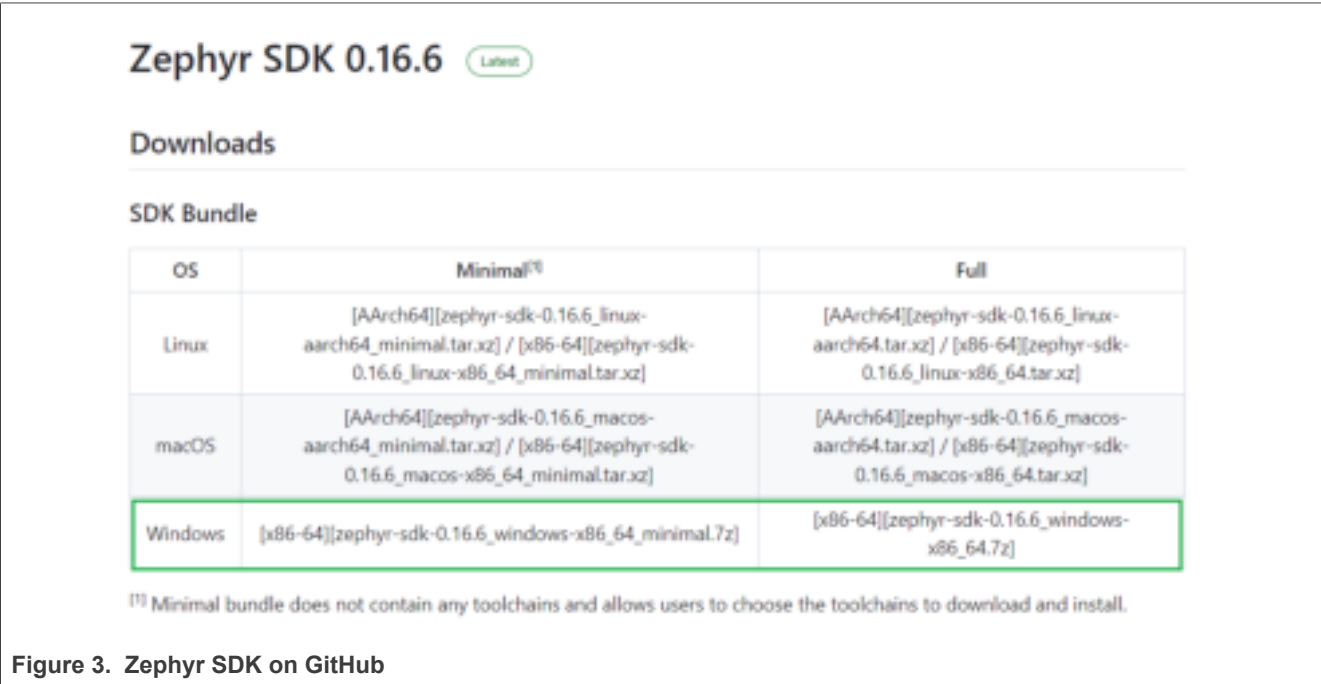 Zephyr SDK 0.16.6 Latest
Downloads
SDK Bundle
OS Minimal[1] Full
[AArch64][zephyr-sdk-0.16.6_linux- [AArch64][zephyr-sdk-0.16.6_linux-
Linux aarch64_minimal.tar.xz] / [x86-64][zephyr-sdk- aarch64.tar.xz] / [x86-64][zephyr-sdk-
0.16.6_linux-x86_64_minimal.tar.xz] 0.16.6_linux-x86_64.tar.xz]
[AArch64][zephyr-sdk-0.16.6_macos- [AArch64][zephyr-sdk-0.16.6_macos-
macOS aarch64_minimal.tar.xz] / [x86-64][zephyr-sdk- aarch64.tar.xz] / [x86-64][zephyr-sdk-
0.16.6_macos-x86_64_minimal.tar.xz] 0.16.6_macos-x86_64.tar.xz]
Windows [x86-64][zephyr-sdk-0.16.6_windows-x86_64_minimal.7z] [x86-64][zephyr-sdk-0.16.6_windows-
x86_64.7z]
[1] Minimal bundle does not contain any toolchains and allows users to choose the toolchains to download and install.
Figure 3. Zephyr SDK on GitHub